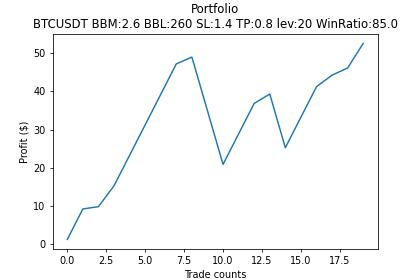 Portfolio
BTCUSDT BBM:2.6 BBL:260 SL:1.4 TP:0.8 lev:20 WinRatio:85.0
50
40
30
20
10
0
Profit ($)
0.0 2.5 5.0 7.5 10.0 12.5 15.0 17.5
Trade counts